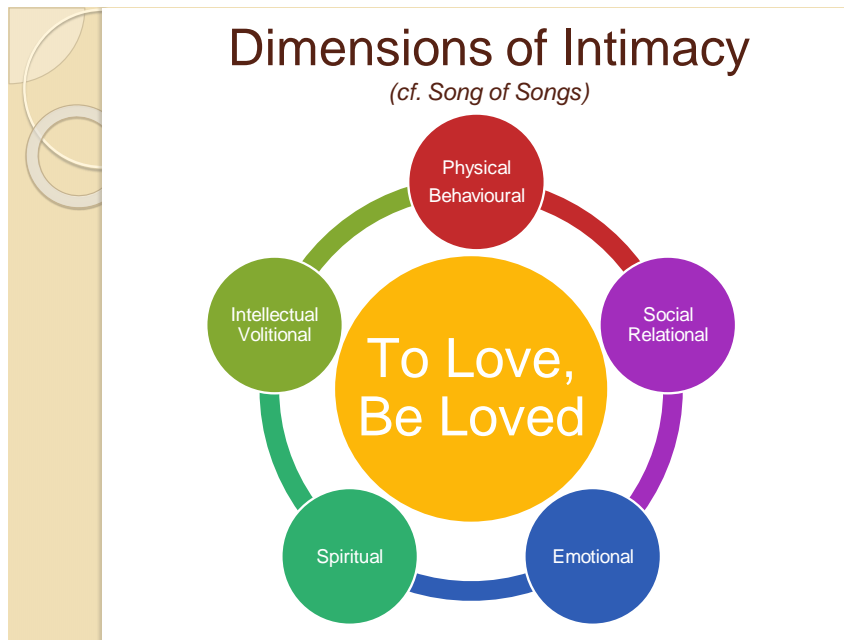 Dimensions of Intimacy
(cf. Song of Songs)
Physical
Behavioural
Social
Relational
Emotional
Spiritual
Intellectual
Volitional
To Love,
Be Loved